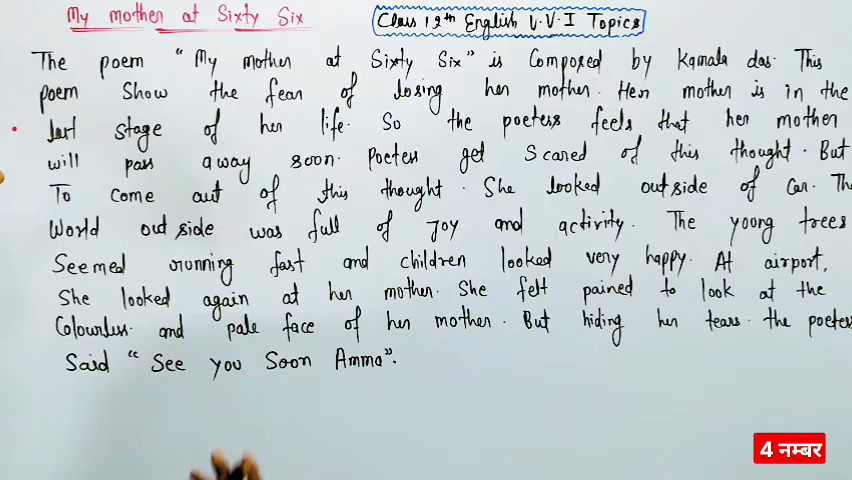 My mother at Sixty Six
Class 12th English V.V.I Topics
The poem "My mother at Sixty Six" is Composed by Kamala das. This
poem Show the fear of losing her mother. Her mother is in the
last stage of her life. So the poetess feels that her mother
will pass away soon. Poetess get Scared of this thought. But
To come out of this thought. She looked outside of Car. The
World outside was full of Joy and activity. The yoong trees
Seemed running fast and children looked very happy. At airport,
She looked again at her mother. She felt pained to look at the
Colourless and pale face of her mother. But hiding her tears the poetess
Said "See you Soon Amma".
4 नम्बर